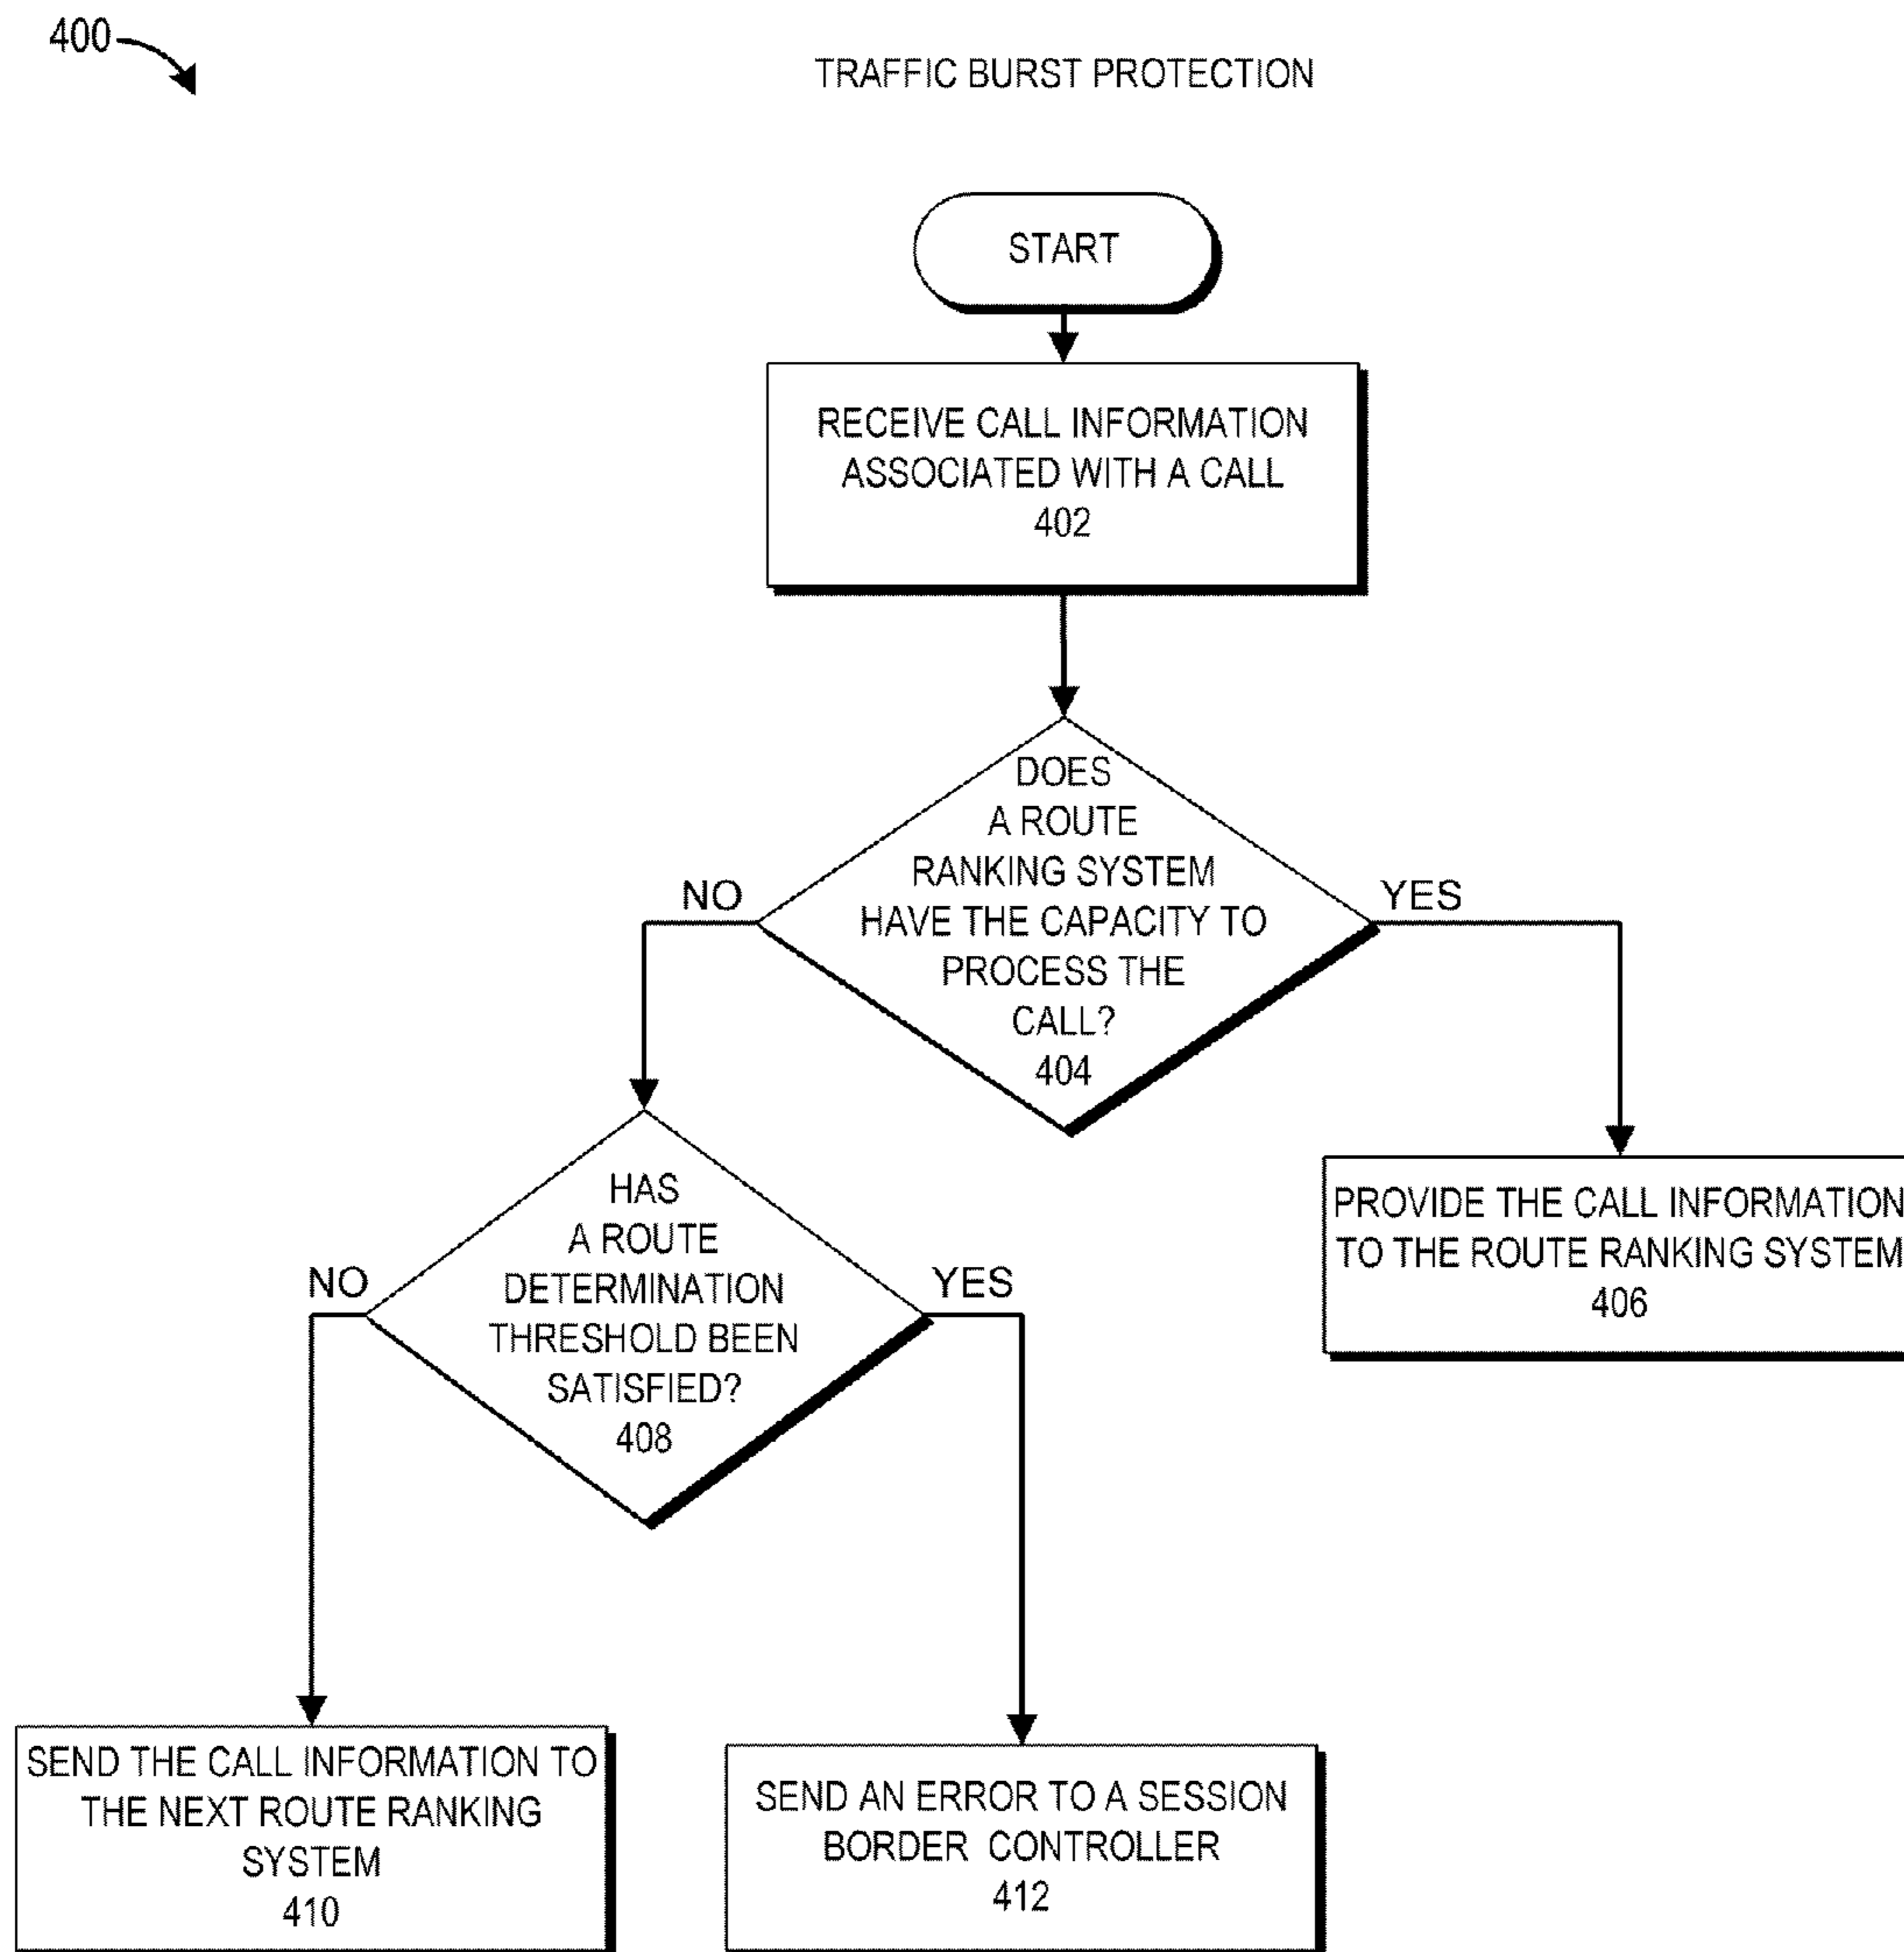 400
TRAFFIC BURST PROTECTION
START
RECEIVE CALL INFORMATION
ASSOCIATED WITH A CALL
402
DOES
A ROUTE
RANKING SYSTEM
HAVE THE CAPACITY TO
PROCESS THE
CALL?
404
NO
YES
PROVIDE THE CALL INFORMATION
TO THE ROUTE RANKING SYSTEM
406
HAS
A ROUTE
DETERMINATION
THRESHOLD BEEN
SATISFIED?
408
NO
YES
SEND THE CALL INFORMATION TO
THE NEXT ROUTE RANKING
SYSTEM
410
SEND AN ERROR TO A SESSION
BORDER CONTROLLER
412